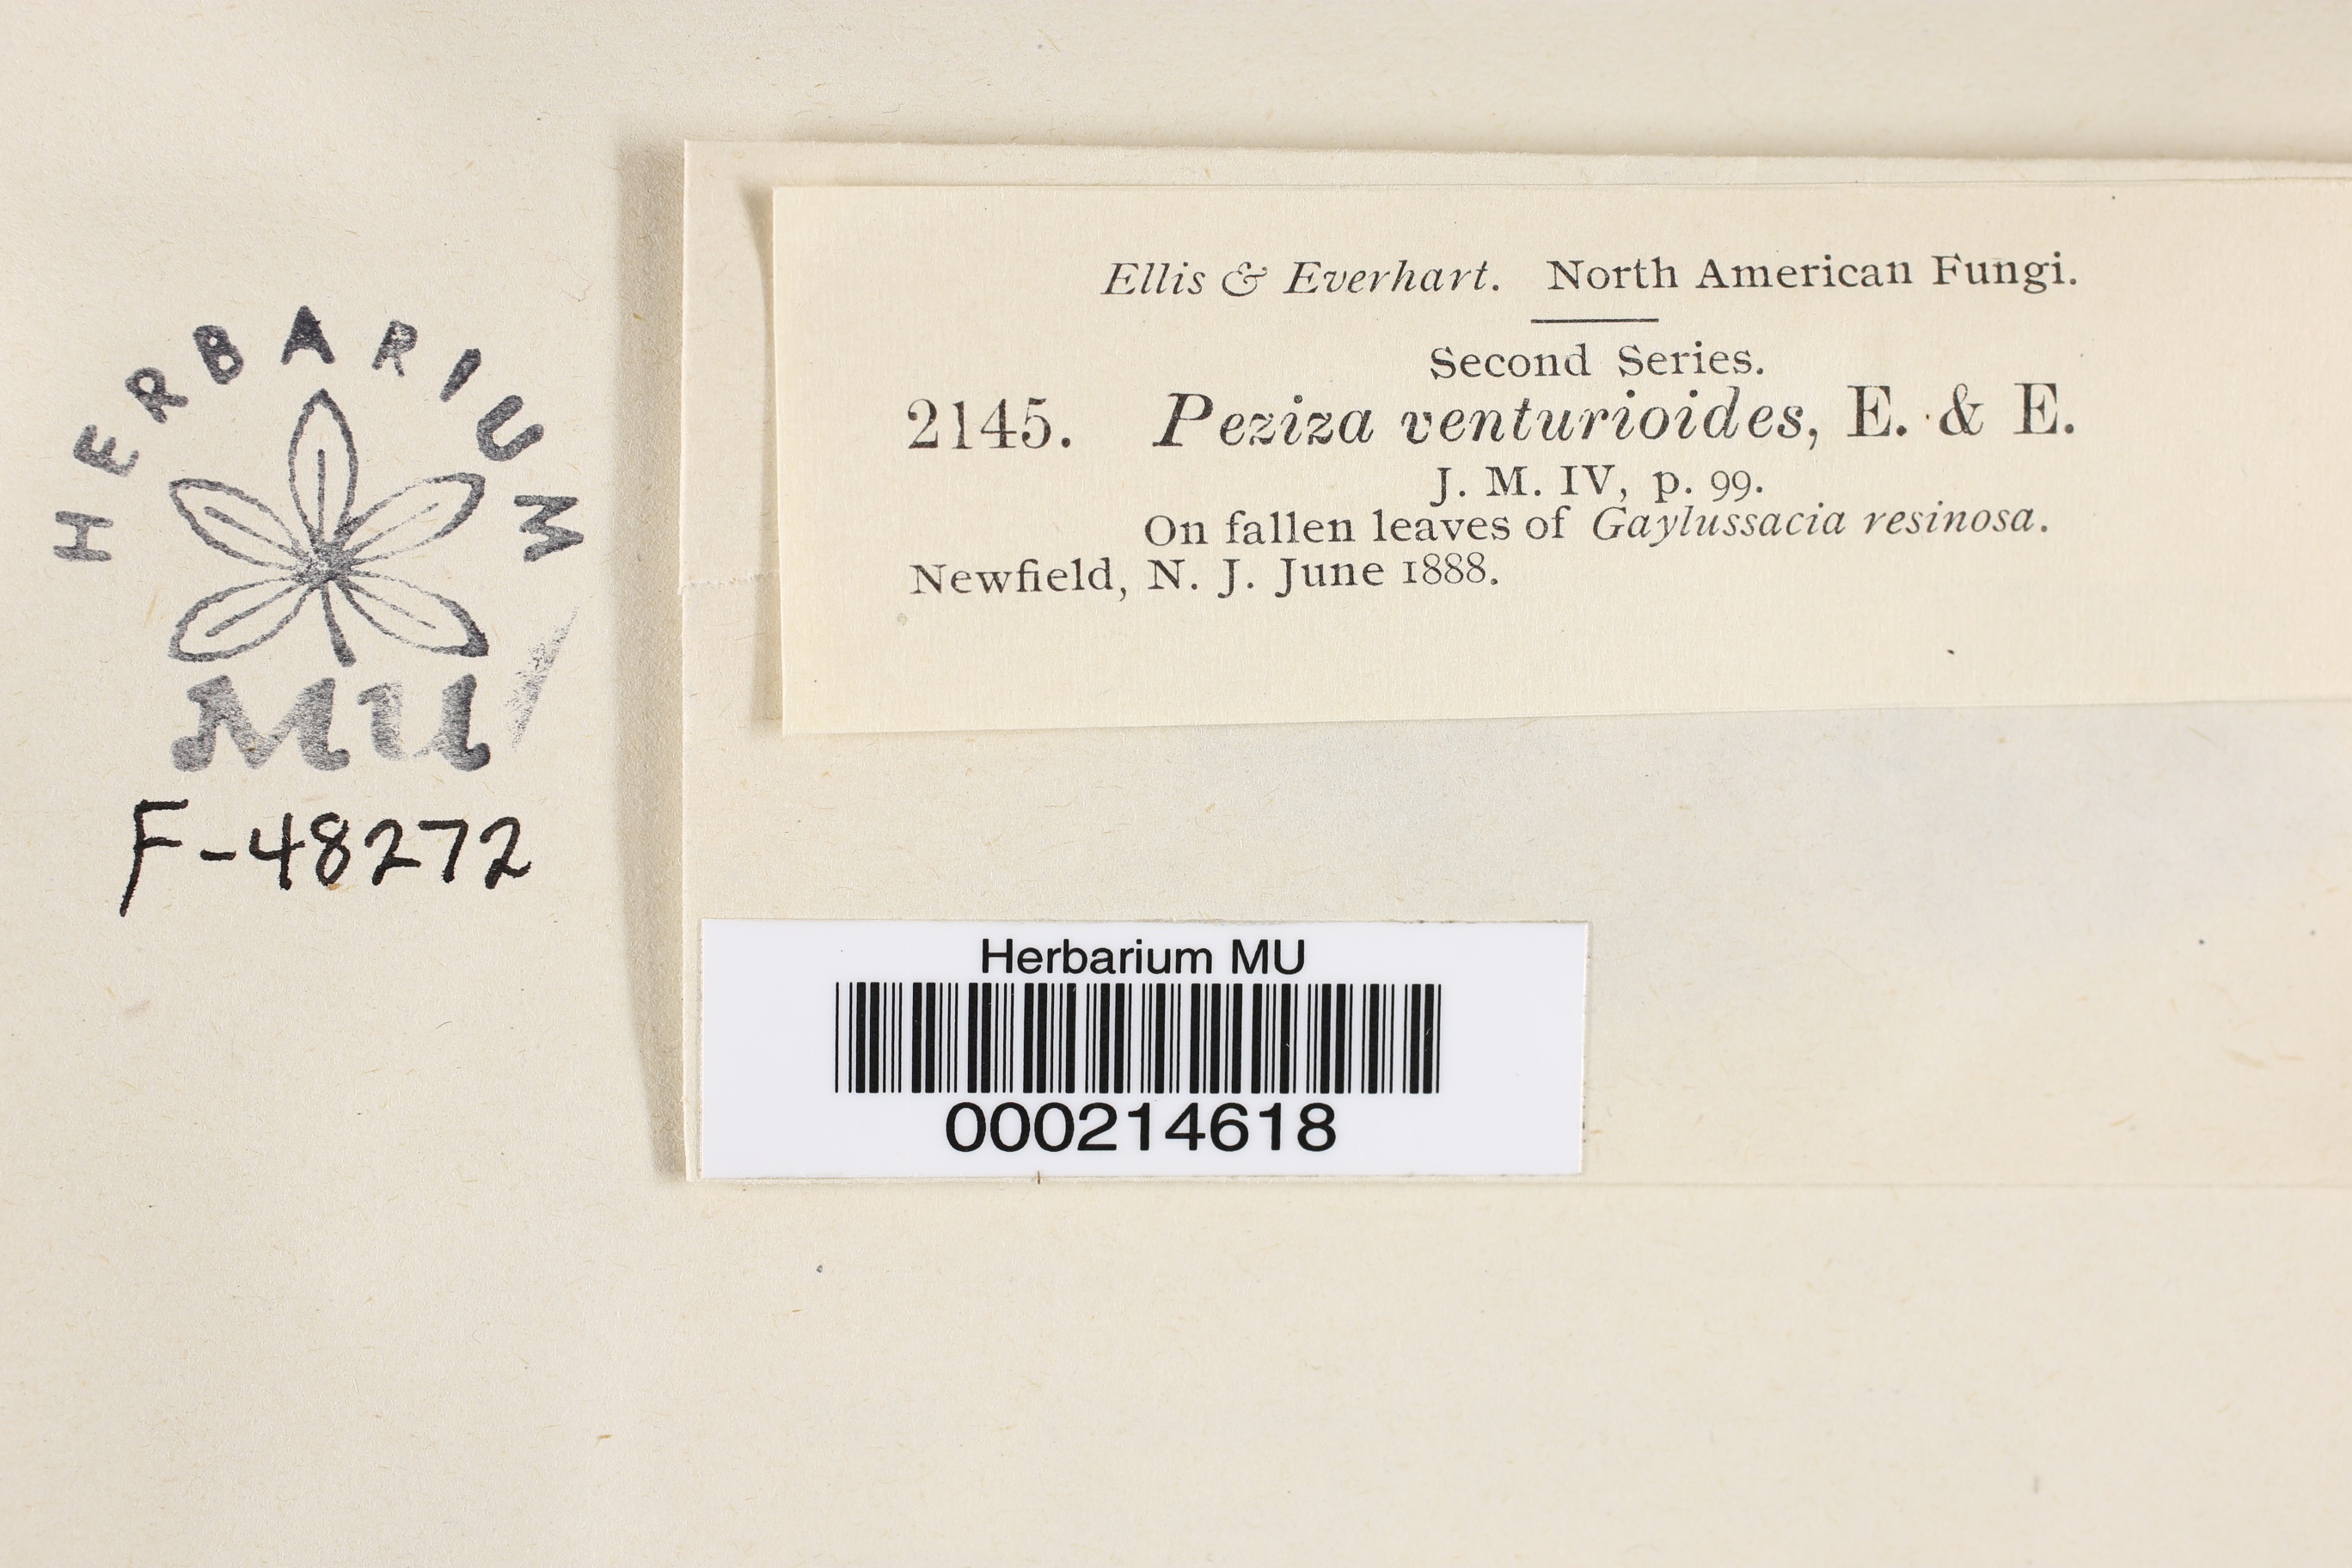 Ellis & Everhart. North American Fungi.
Second Series.
2145. Peziza venturioides, E. & E.
J. M. IV, p. 99.
On fallen leaves of Gaylussacia resinosa.
Newfield, N. J. June 1888.
HERBARIUM
MU
F-48272
Herbarium MU
000214618